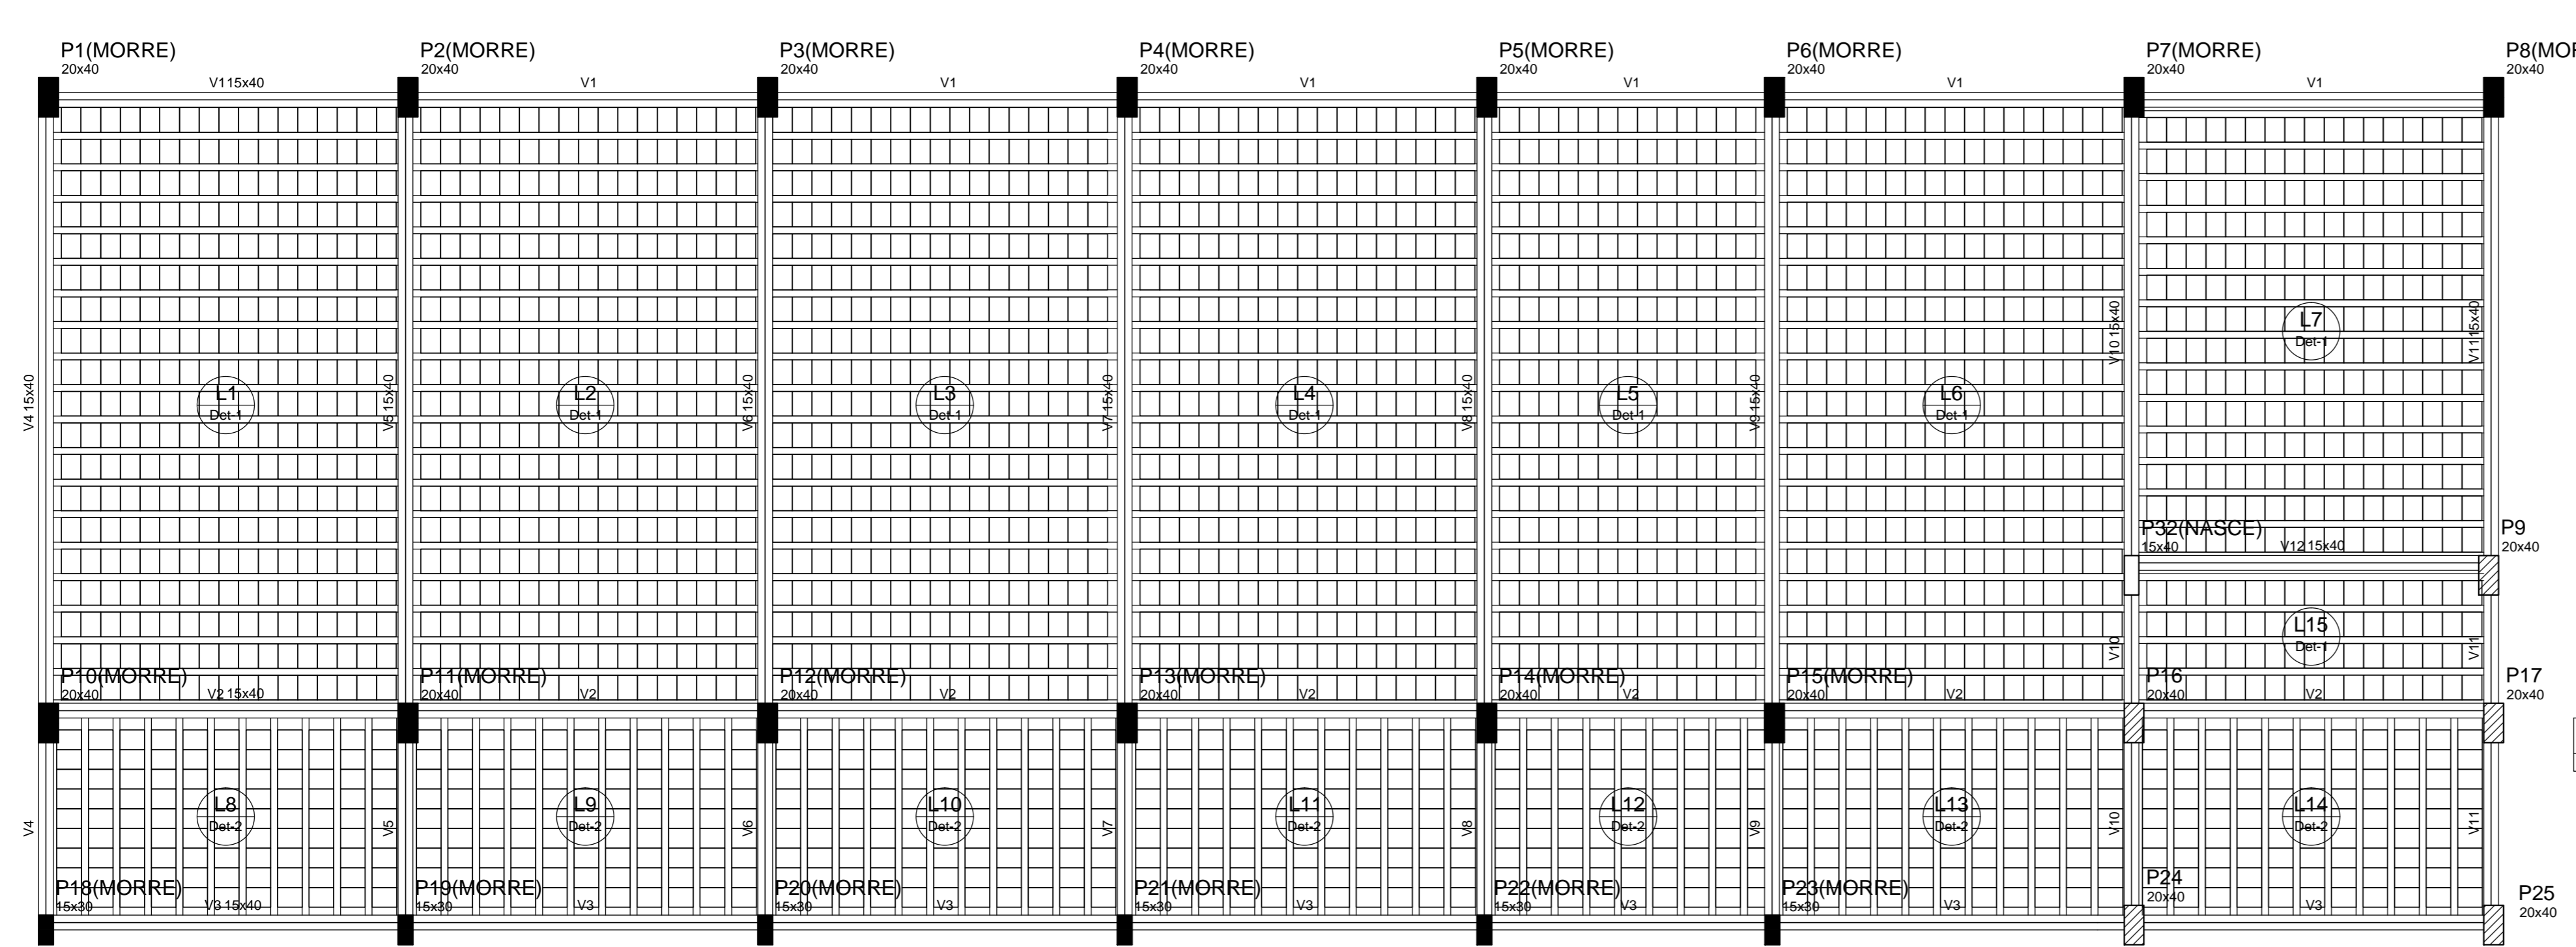 P1(MORRE)
20x40
P2(MORRE)
20x40
P3(MORRE)
20x40
P4(MORRE)
20x40
P5(MORRE)
20x40
P6(MORRE)
20x40
P7(MORRE)
20x40
P8(MOR
20x40
V1 15x40
V1
V1
V1
V1
V1
V1
V4 15x40
L1
Det-1
V5 15x40
L2
Det-1
V6 15x40
L3
Det-1
V7 15x40
L4
Det-1
V8 15x40
L5
Det-1
V9 15x40
L6
Det-1
V10 15x40
L7
Det-1
V11 15x40
P32(NASCE)
15x40
V12 15x40
P9
20x40
V10
L15
Det-1
V11
P10(MORRE)
20x40
V2 15x40
P11(MORRE)
20x40
V2
P12(MORRE)
20x40
V2
P13(MORRE)
20x40
V2
P14(MORRE)
20x40
V2
P15(MORRE)
20x40
V2
P16
20x40
V2
P17
20x40
V4
L8
Det-2
V5
L9
Det-2
V6
L10
Det-2
V7
L11
Det-2
V8
L12
Det-2
V9
L13
Det-2
V10
L14
Det-2
V11
P18(MORRE)
15x30
V3 15x40
P19(MORRE)
15x30
V3
P20(MORRE)
15x30
V3
P21(MORRE)
15x30
V3
P22(MORRE)
15x30
V3
P23(MORRE)
15x30
V3
P24
20x40
V3
P25
20x40